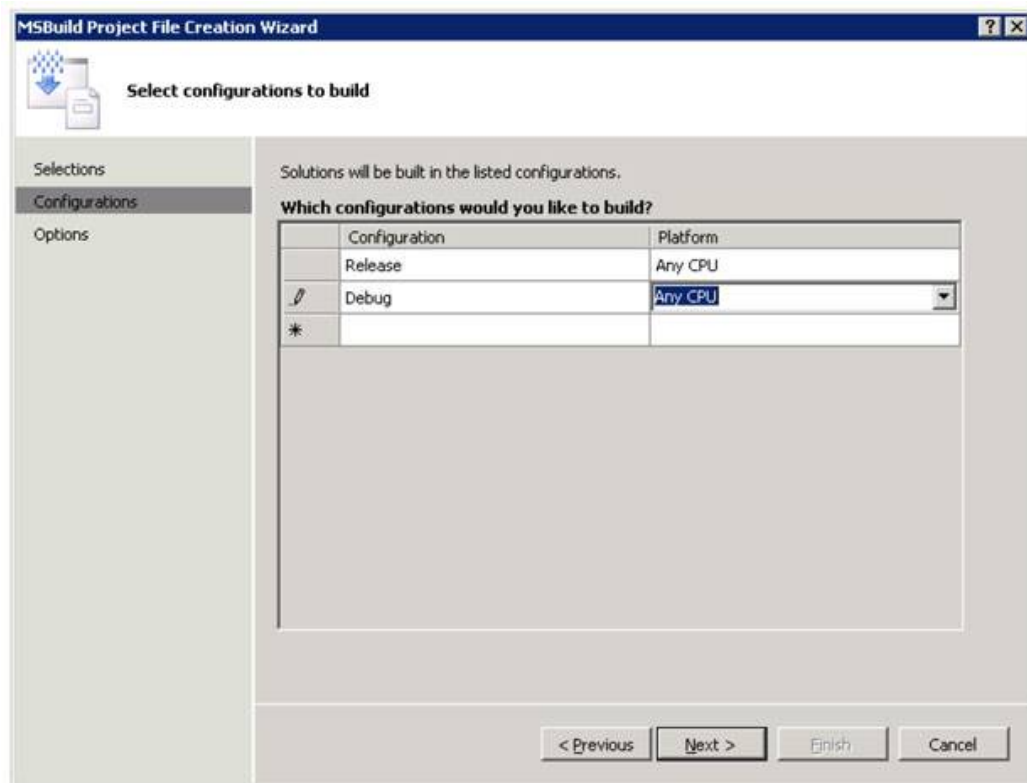 MSBuild Project File Creation Wizard
Select configurations to build
Selections
Configurations
Options
Solutions will be built in the listed configurations.
Which configurations would you like to build?
Configuration Platform
Release Any CPU
Debug Any CPU
< Previous Next > Finish Cancel